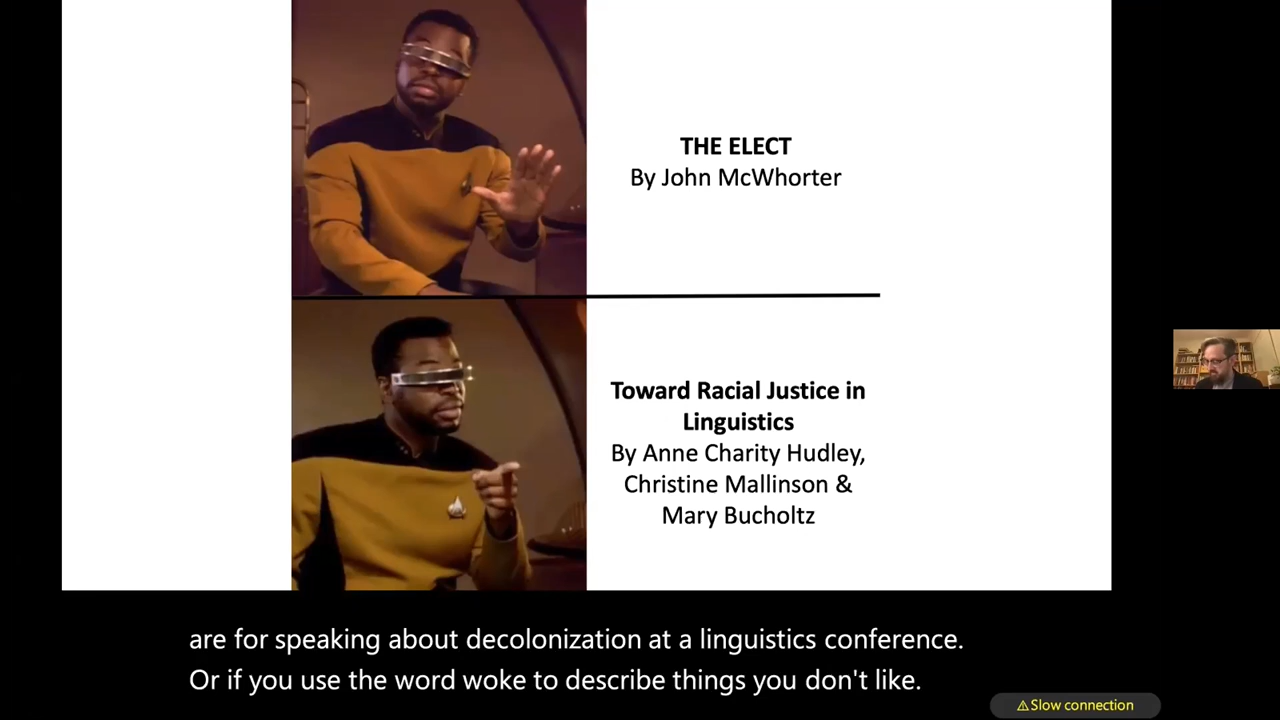 THE ELECT
By John McWhorter
Toward Racial Justice in
Linguistics
By Anne Charity Hudley,
Christine Mallinson &
Mary Bucholtz
are for speaking about decolonization at a linguistics conference.
Or if you use the word woke to describe things you don't like.
⚠Slow connection